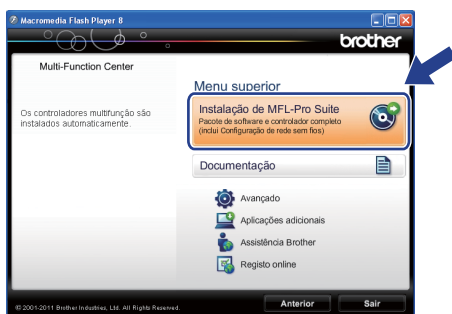 Macromedia Flash Player 8
brother
Multi-Function Center
Os controladores multifunção são
instalados automaticamente.
Menu superior
Instalação de MFL-Pro Suite
Pacote de software e controlador completo
(inclui Configuração de rede sem fios)
Documentação
Avançado
Aplicações adicionais
Assistência Brother
Registo online
© 2001-2011 Brother Industries, Ltd. All Rights Reserved.
Anterior
Sair